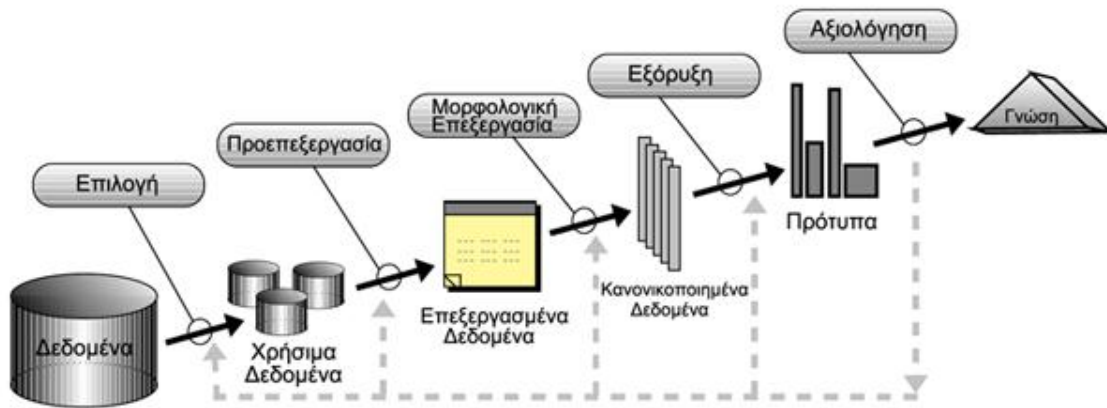 Αξιολόγηση
Εξόρυξη
Μορφολογική
Επεξεργασία
Προεπεξεργασία
Επιλογή
Γνώση
Πρότυπα
Κανονικοποιημένα
Δεδομένα
Επεξεργασμένα
Δεδομένα
Χρήσιμα
Δεδομένα
Δεδομένα